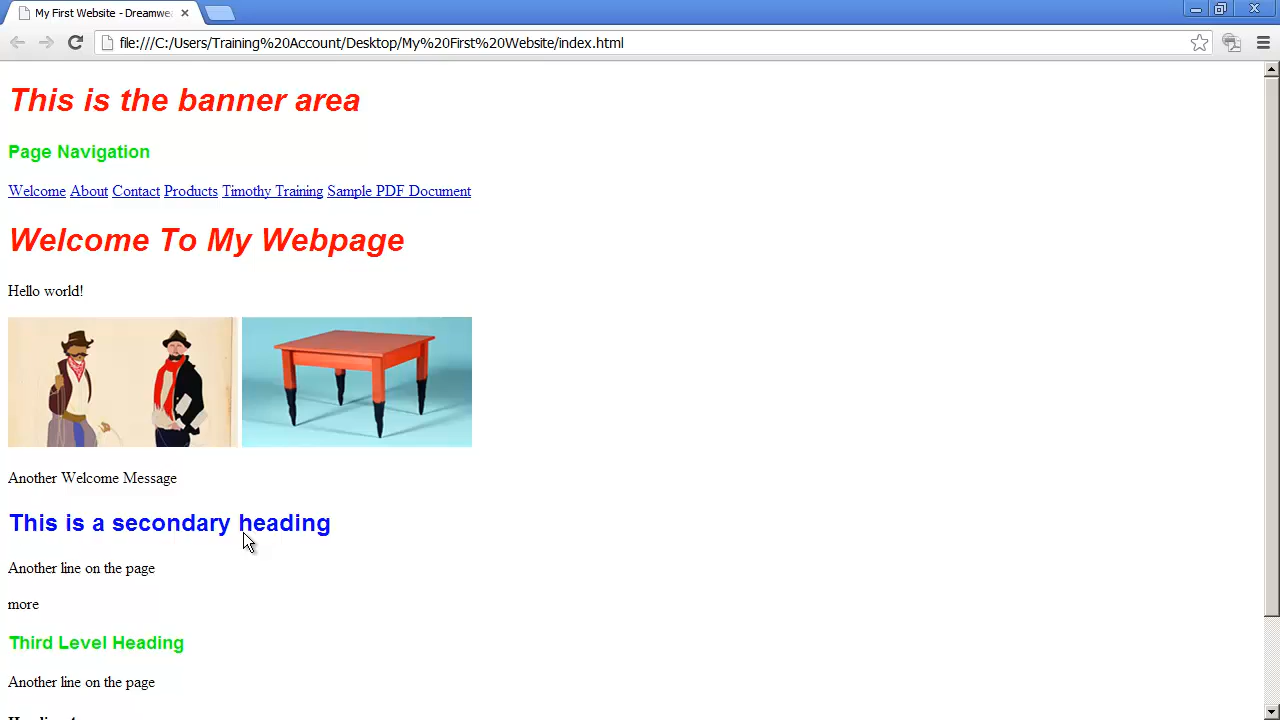 My First Website - Dreamwe
file:///C:/Users/Training%20Account/Desktop/My%20First%20Website/index.html
This is the banner area
Page Navigation
Welcome About Contact Products Timothy Training Sample PDF Document
Welcome To My Webpage
Hello world!
Another Welcome Message
This is a secondary heading
Another line on the page
more
Third Level Heading
Another line on the page